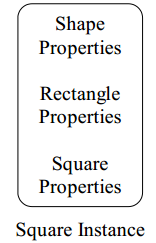 Shape
Properties
Rectangle
Properties
Square
Properties
Square Instance